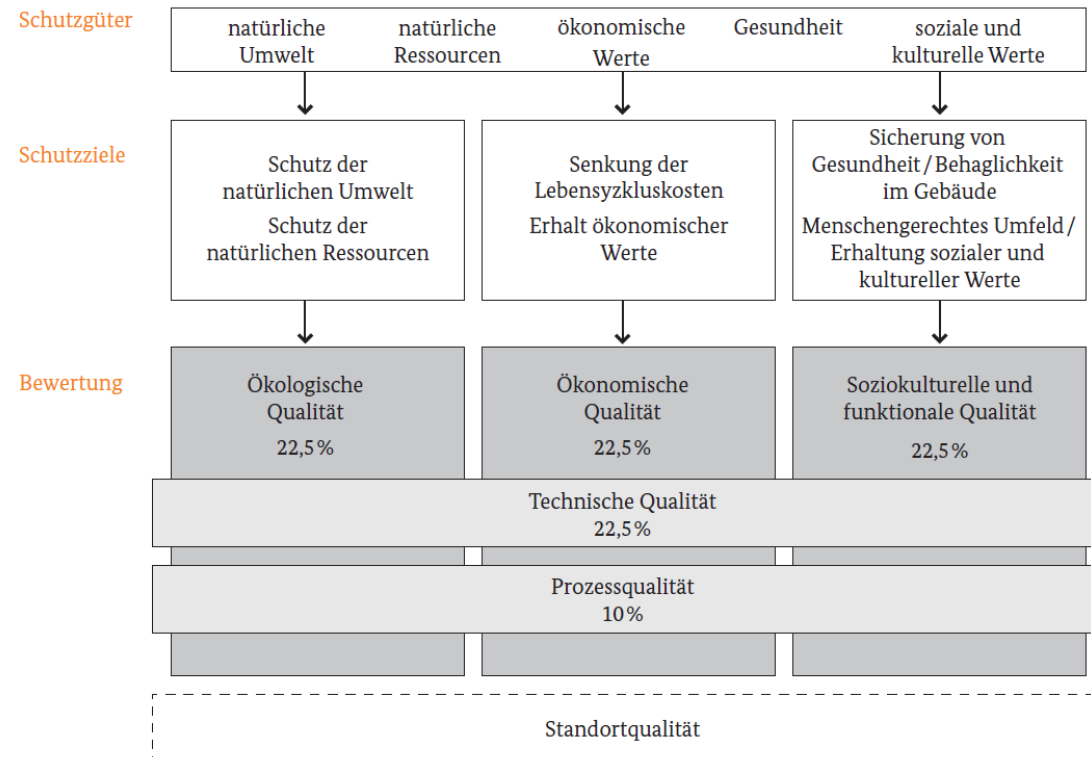 Schutzgüter
natürliche
Umwelt
natürliche
Ressourcen
ökonomische
Werte
Gesundheit
soziale und
kulturelle Werte
Schutzziele
Schutz der
natürlichen Umwelt
Schutz der
natürlichen Ressourcen
Senkung der
Lebensyzkluskosten
Erhalt ökonomischer
Werte
Sicherung von
Gesundheit/Behaglichkeit
im Gebäude
Menschengerechtes Umfeld/
Erhaltung sozialer und
kultureller Werte
Bewertung
Ökologische
Qualität
22,5%
Ökonomische
Qualität
22,5%
Soziokulturelle und
funktionale Qualität
22,5%
Technische Qualität
22,5%
Prozessqualität
10%
Standortqualität